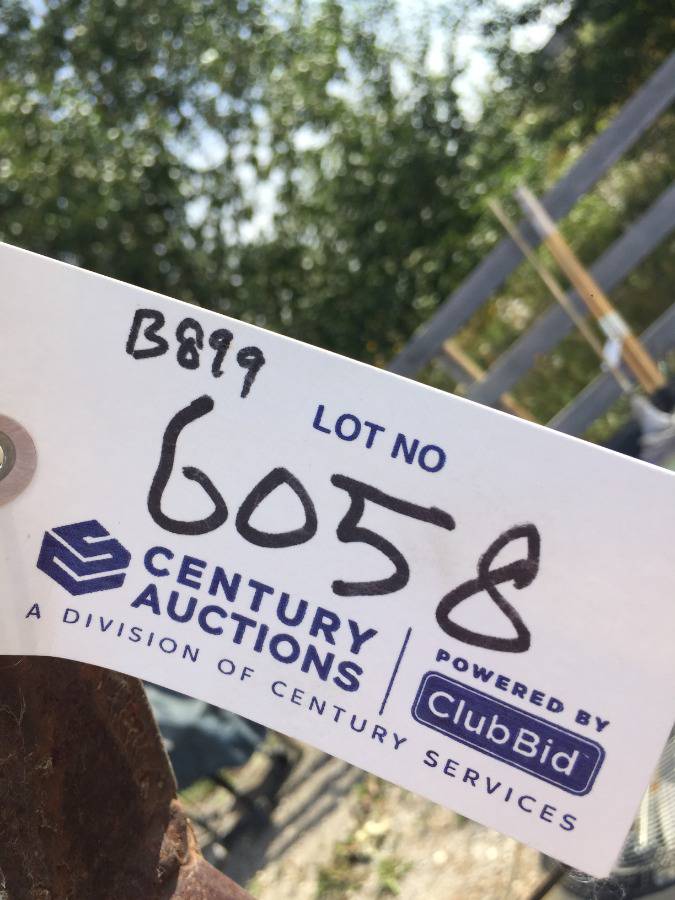 B899
LOT NO
6058
CENTURY
AUCTIONS
A DIVISION OF CENTURY SERVICES
POWERED BY
ClubBid